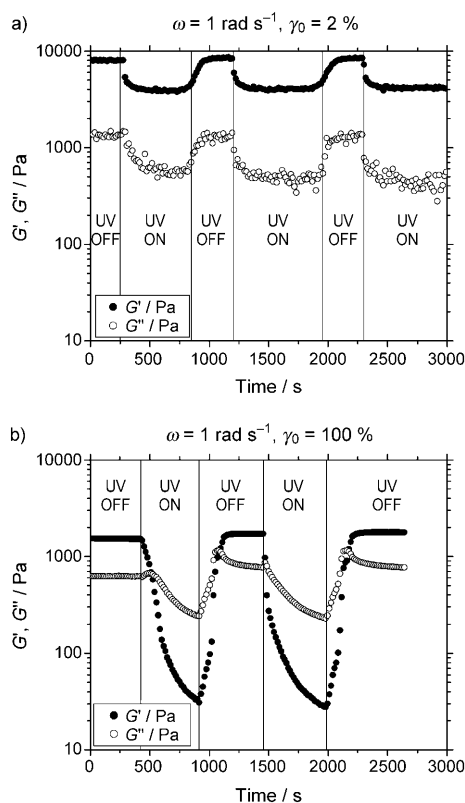 a) ω = 1 rad s⁻¹, γ₀ = 2 %
10000
1000
100
10
G', G'' / Pa
UV OFF
UV ON
UV OFF
UV ON
UV OFF
UV ON
G' / Pa
G'' / Pa
0 500 1000 1500 2000 2500 3000
Time / s
b) ω = 1 rad s⁻¹, γ₀ = 100 %
10000
1000
100
10
G', G'' / Pa
UV OFF
UV ON
UV OFF
UV ON
UV OFF
G' / Pa
G'' / Pa
0 500 1000 1500 2000 2500 3000
Time / s